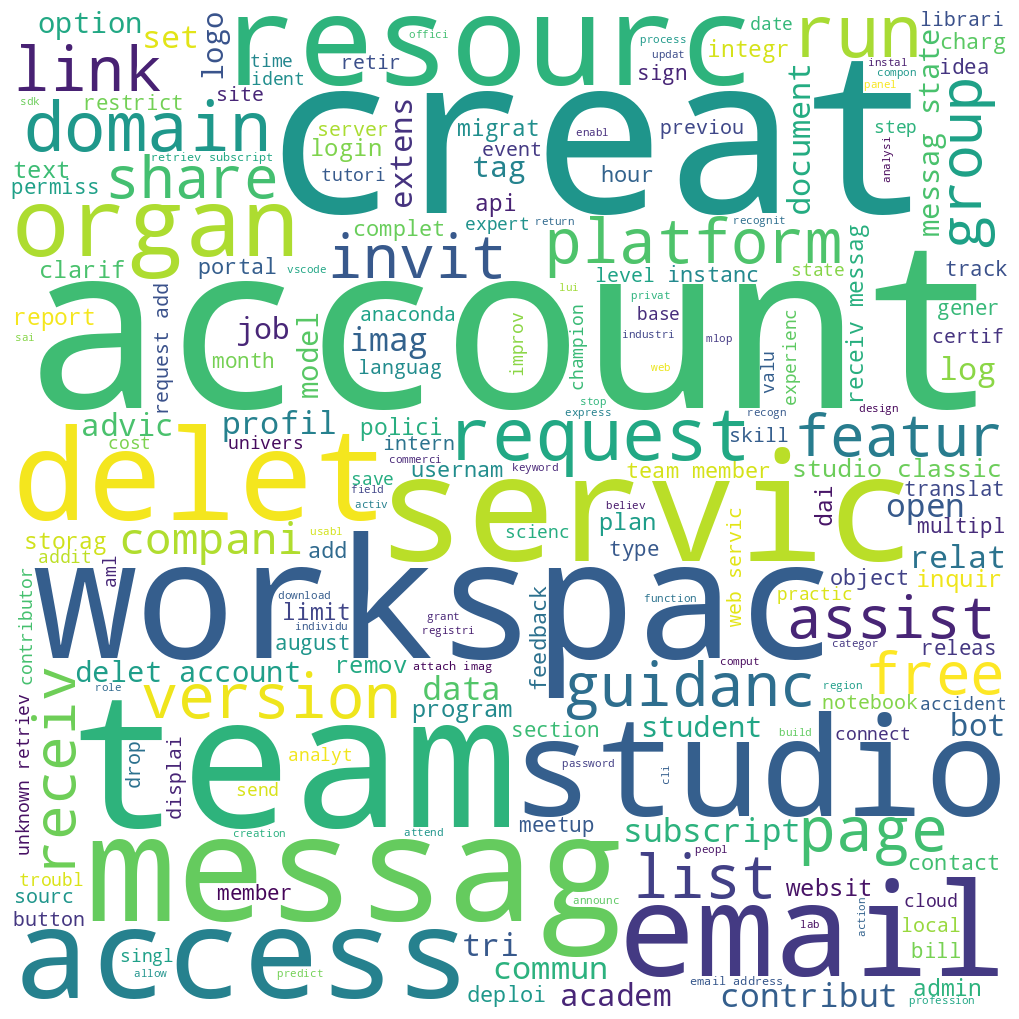 option
set
logo
resourc
offici
process
updat
run
date
librari
charg
link
time
ident
retir
site
sign
integr
instal
compon
panel
idea
messag state
sdk
restrict
domain
creat
extens
server
login
tutori
migrat
event
tag
api
enabl
previou
hour
document
step
analysi
group
text
permiss
share
retriev subscript
organ
complet
expert
return
recognit
clarif
portal
vscode
invit
platform
level
instanc
state
receiv messag
track
gener
certif
report
sai
request add
job
month
model
account
anaconda
imag
languag
improv
lui
champion
privat
base
industri
mlop
web
valu
experienc
log
stop
express
recogn
design
advic
cost
profil
univers
polici
intern
commerci
request
usernam
keyword
skill
featur
delet
save
field
activ
servic
believ
team member
studio classic
translat
dai
open
multipl
storag
addit
aml
compani
usabl
add
scienc
plan
type
web servic
relat
object
inquir
practic
contributor
workspac
download
individu
limit
august
grant
registri
function
feedback
assist
categor
releas
delet account
remov
attach imag
comput
role
version
data
program
guidanc
region
free
notebook
accident
receiv
unknown retriev
team
section
student
build
connect
bot
drop
displai
analyt
send
password
cli
studio
creation
attend
meetup
subscript
page
troubl
sourc
button
messag
member
announc
peopl
list
websit
contact
cloud
local
bill
lab
action
email
access
singl
allow
predict
tri
commun
deploi
academ
email address
contribut
admin
profession